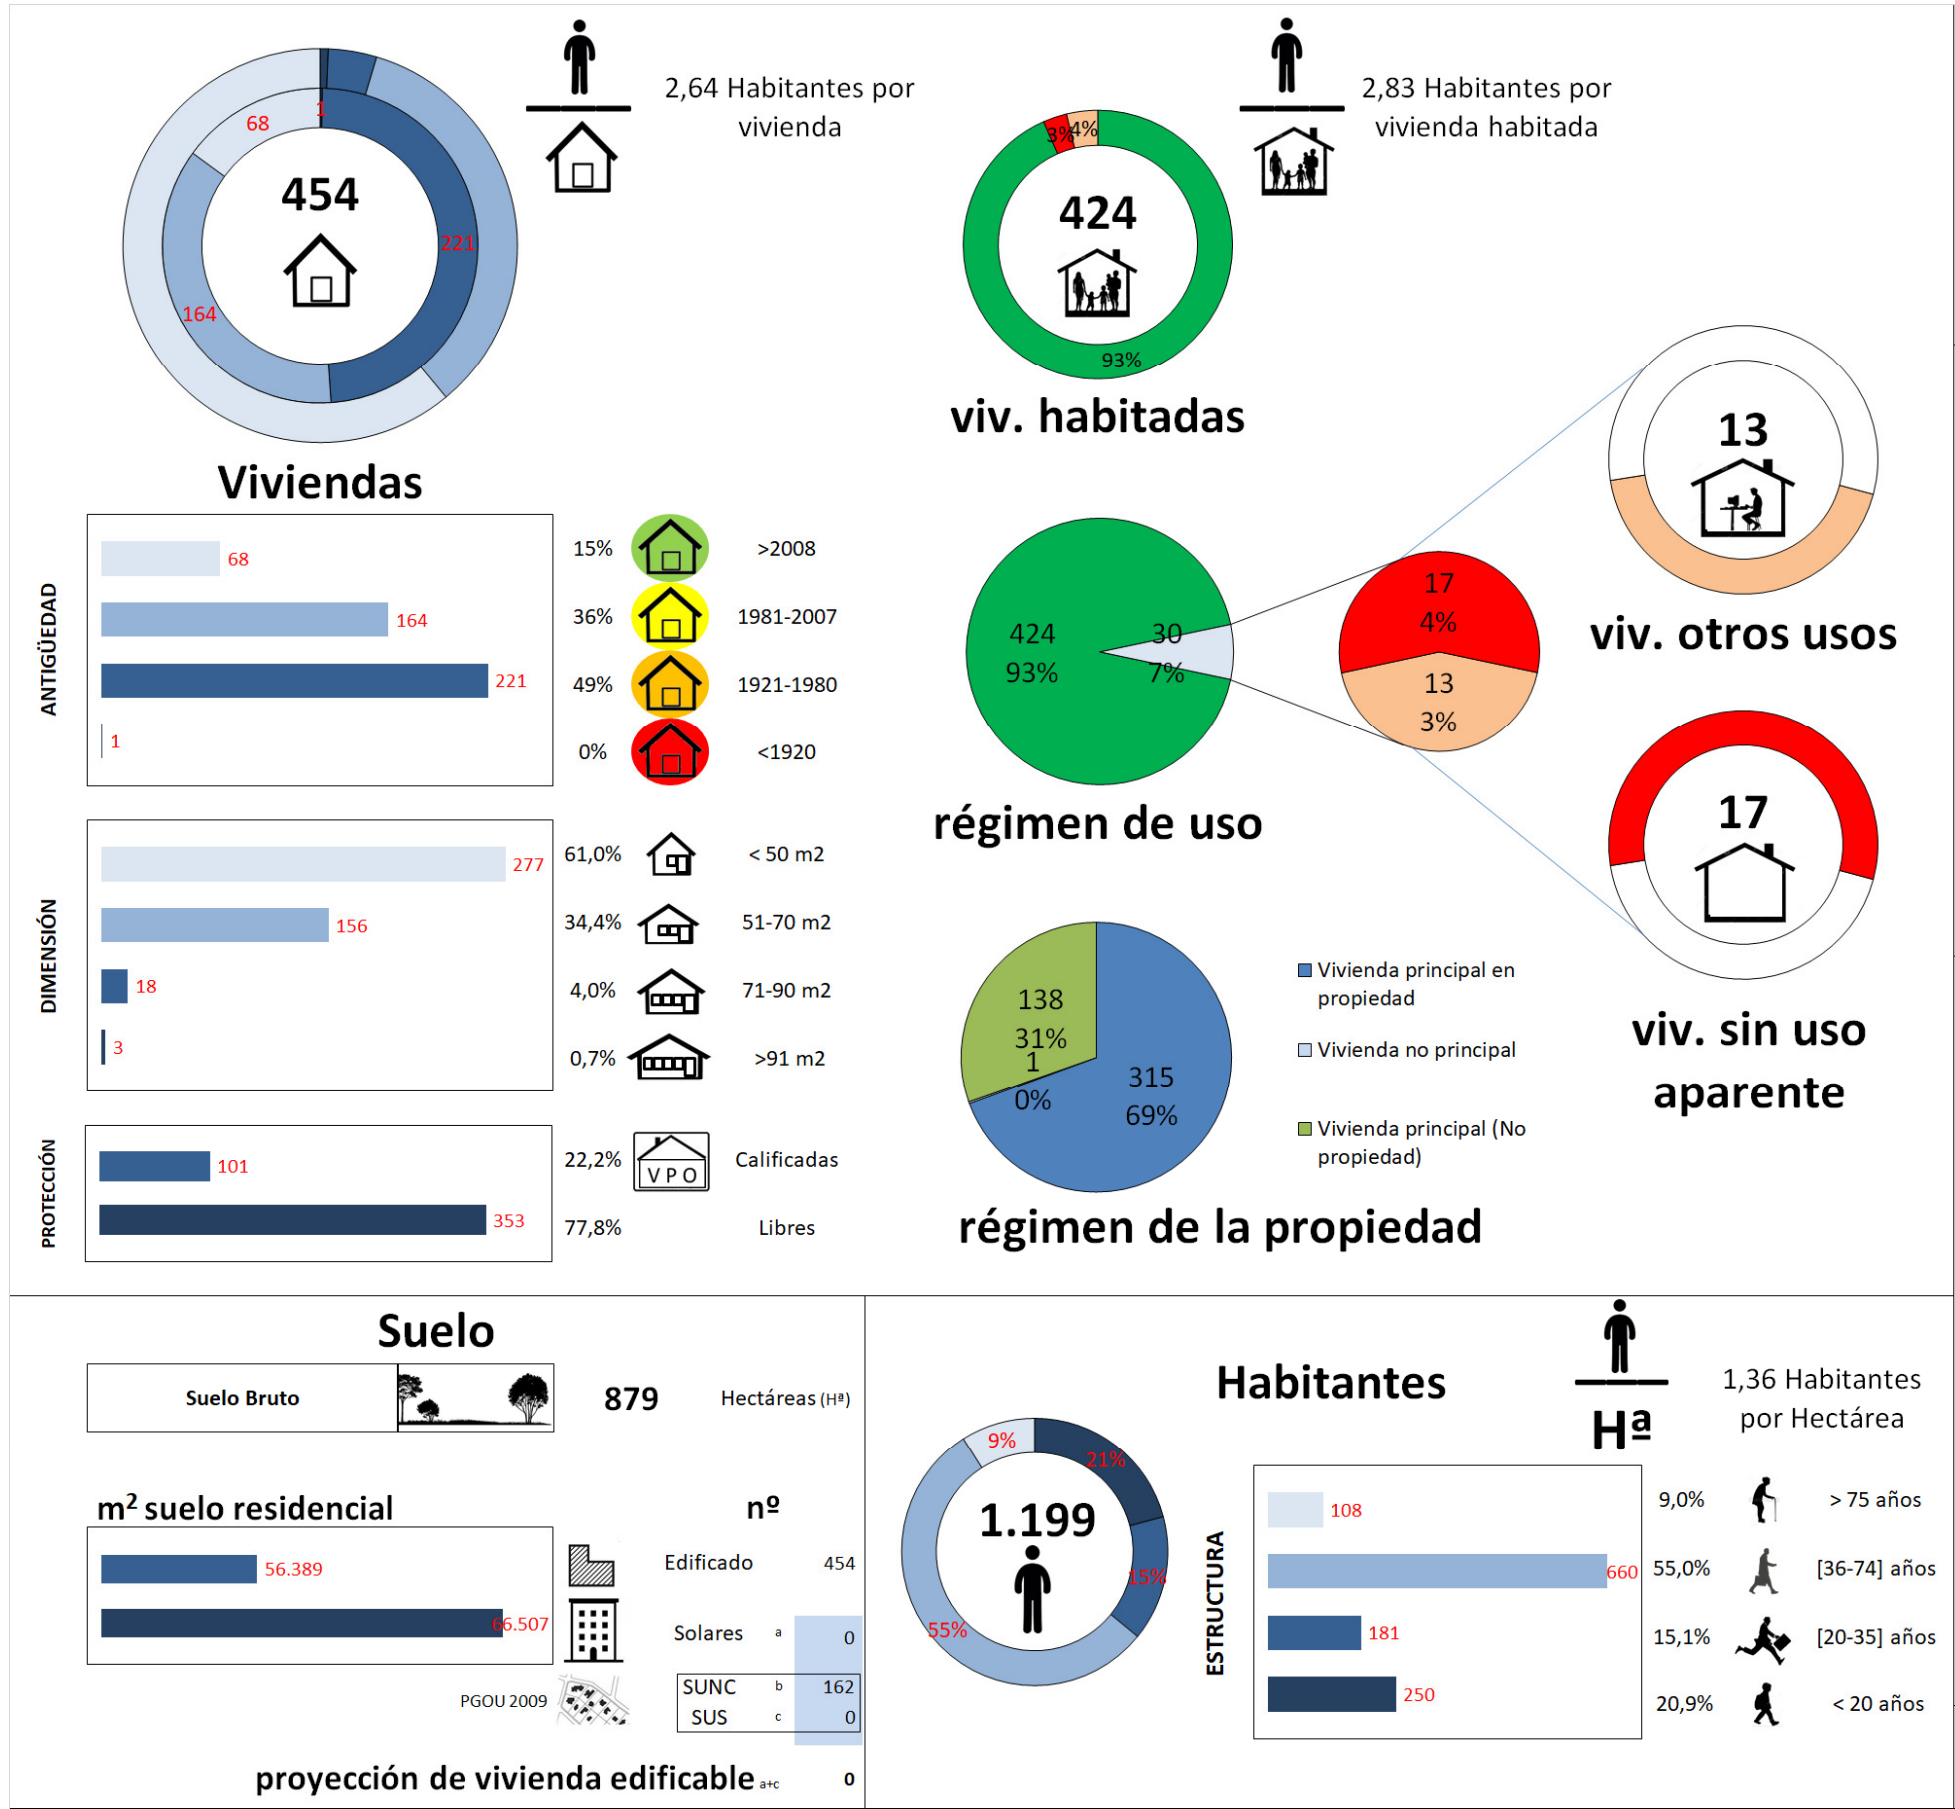 454
68
1
221
164
Viviendas
2,64 Habitantes por
vivienda
3%
4%
424
93%
viv. habitadas
2,83 Habitantes por
vivienda habitada
ANTIGÜEDAD
68
15%
>2008
164
36%
1981-2007
221
49%
1921-1980
1
0%
<1920
DIMENSIÓN
277
61,0%
< 50 m2
156
34,4%
51-70 m2
18
4,0%
71-90 m2
3
0,7%
>91 m2
PROTECCIÓN
101
22,2%
VPO
Calificadas
353
77,8%
Libres
424
93%
30
7%
17
4%
13
3%
régimen de uso
13
viv. otros usos
17
viv. sin uso
aparente
138
31%
1
0%
315
69%
Vivienda principal en
propiedad
Vivienda no principal
Vivienda principal (No
propiedad)
régimen de la propiedad
Suelo
Suelo Bruto
879
Hectáreas (Hª)
m² suelo residencial
nº
56.389
Edificado
454
66.507
Solares a
0
PGOU 2009
SUNC b 162
SUS c 0
proyección de vivienda edificable a+c 0
Habitantes
Hª
1,36 Habitantes
por Hectárea
9%
21%
15%
55%
1.199
ESTRUCTURA
108
9,0%
> 75 años
660
55,0%
[36-74] años
181
15,1%
[20-35] años
250
20,9%
< 20 años